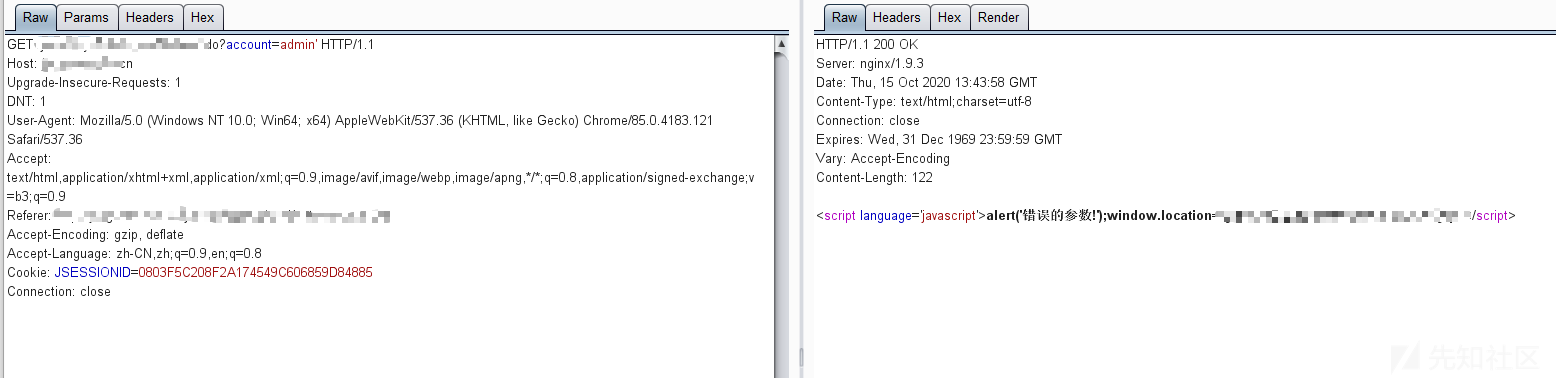 Raw Params Headers Hex
GET do?account=admin' HTTP/1.1
Host: cn
Upgrade-Insecure-Requests: 1
DNT: 1
User-Agent: Mozilla/5.0 (Windows NT 10.0; Win64; x64) AppleWebKit/537.36 (KHTML, like Gecko) Chrome/85.0.4183.121
Safari/537.36
Accept:
text/html,application/xhtml+xml,application/xml;q=0.9,image/avif,image/webp,image/apng,*/*;q=0.8,application/signed-exchange;v
=b3;q=0.9
Referer:
Accept-Encoding: gzip, deflate
Accept-Language: zh-CN,zh;q=0.9,en;q=0.8
Cookie: JSESSIONID=0803F5C208F2A174549C606859D84885
Connection: close
Raw Headers Hex Render
HTTP/1.1 200 OK
Server: nginx/1.9.3
Date: Thu, 15 Oct 2020 13:43:58 GMT
Content-Type: text/html;charset=utf-8
Connection: close
Expires: Wed, 31 Dec 1969 23:59:59 GMT
Vary: Accept-Encoding
Content-Length: 122
<script language='javascript'>alert('错误的参数!');window.location= /script>
先知社区